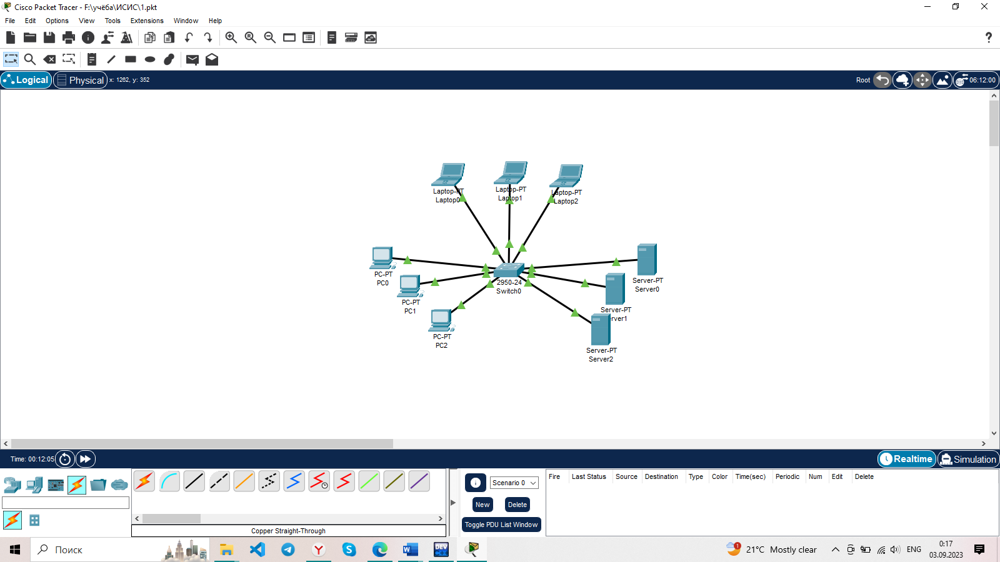 Cisco Packet Tracer - F:\учёба\ИСИС\1.pkt
File Edit Options View Tools Extensions Window Help
?
Logical Physical x: 1262, y: 352 Root 06:12:00
Laptop-PT
Laptop0
Laptop-PT
Laptop1
Laptop-PT
Laptop2
PC-PT
PC0
PC-PT
PC1
PC-PT
PC2
2950-24
Switch0
Server-PT
Server0
Server-PT
erver1
Server-PT
Server2
Time: 00:12:05 Realtime Simulation
Scenario 0
New Delete
Toggle PDU List Window
Fire Last Status Source Destination Type Color Time(sec) Periodic Num Edit Delete
Copper Straight-Through
Поиск
21°C Mostly clear ENG
0:17
03.09.2023